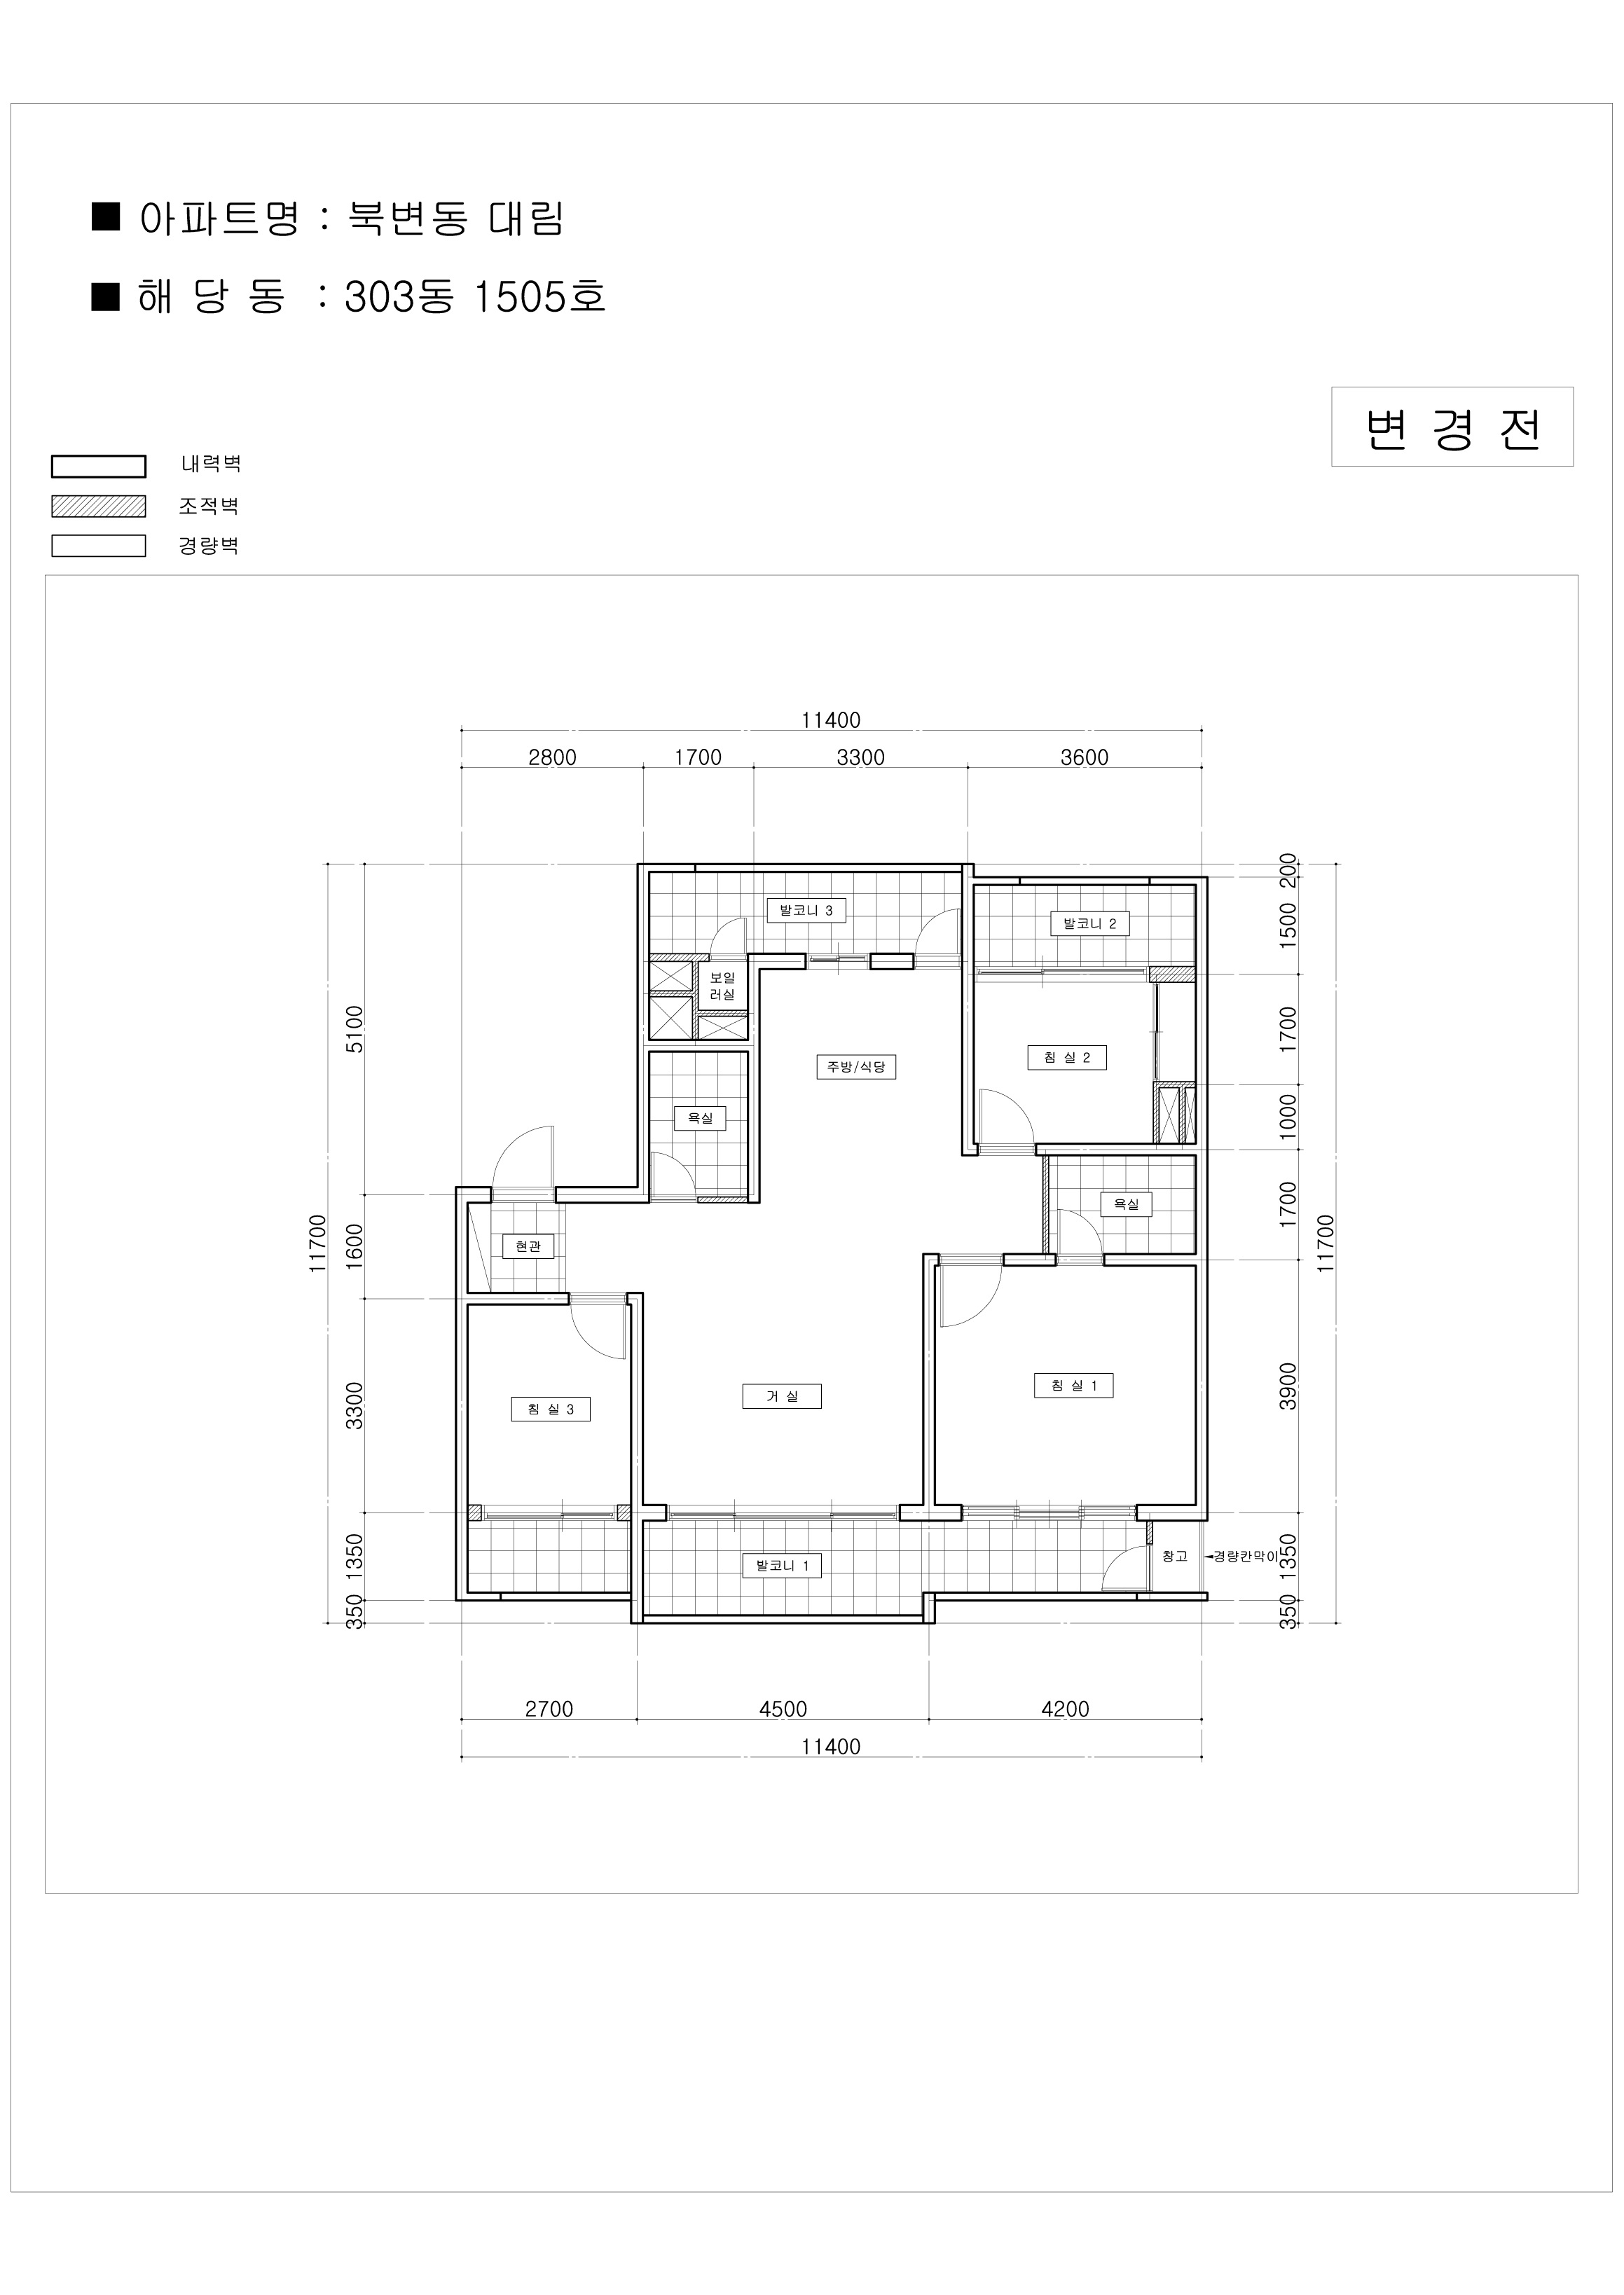 ■ 아파트명 : 북변동 대림
■ 해 당 동 : 303동 1505호
변 경 전
내력벽
조적벽
경량벽
11400
2800 1700 3300 3600
200
1500
1700
1000
1700
3900
1350
350
11700
11700
5100
1600
3300
1350
350
발코니 3
발코니 2
보일
러실
침 실 2
주방/식당
욕실
욕실
현관
침 실 1
거 실
침 실 3
창고
경량칸막이
발코니 1
2700 4500 4200
11400